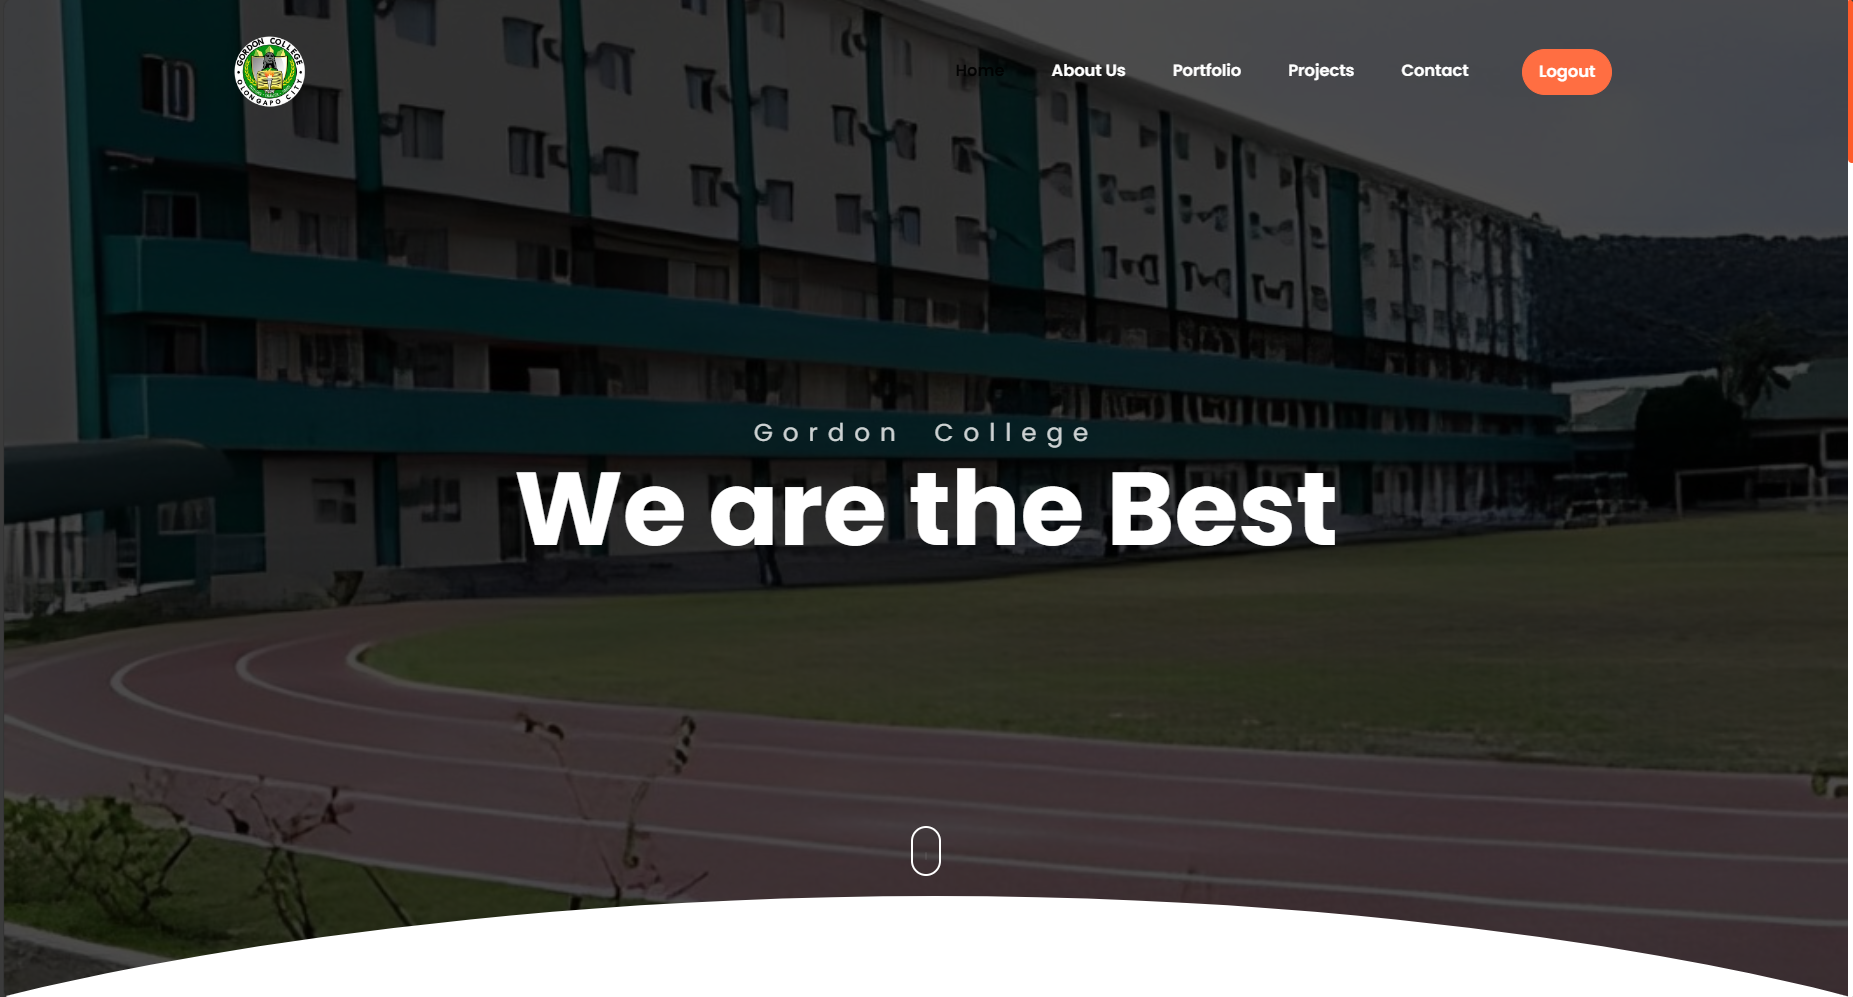 GORDON COLLEGE
OLONGAPO CITY
Home
About Us
Portfolio
Projects
Contact
Logout
Gordon College
We are the Best